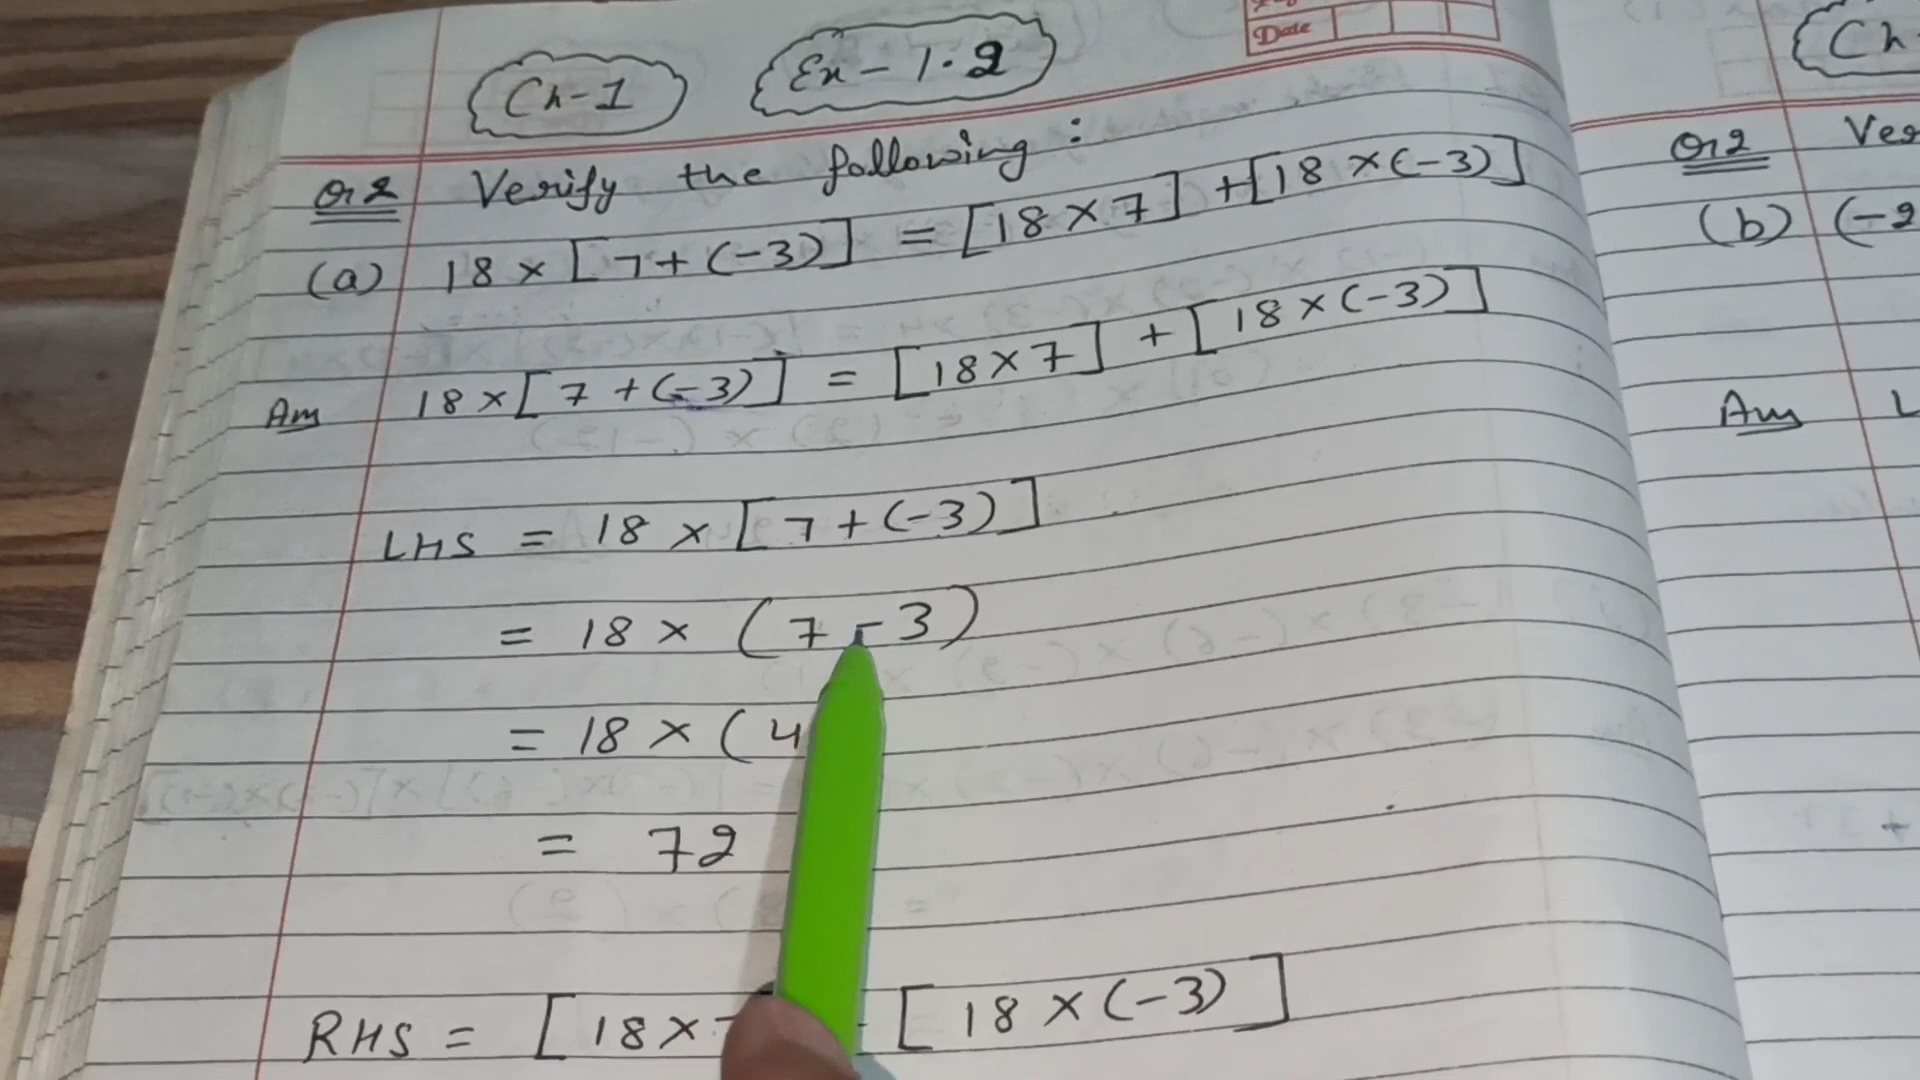 Date
Ch-1 Ex-1.2
Qn2 Verify the following :
(a) 18 × [7+(-3)] = [18×7] + [18×(-3)]
Ans 18×[7+(-3)] = [18×7] + [18×(-3)]
LHS = 18 × [7+(-3)]
= 18 × (7-3)
= 18 × (4
= 72
RHS = [18× [18×(-3)]
Ch-
Qn2 Ver
(b) (-2
Ans L